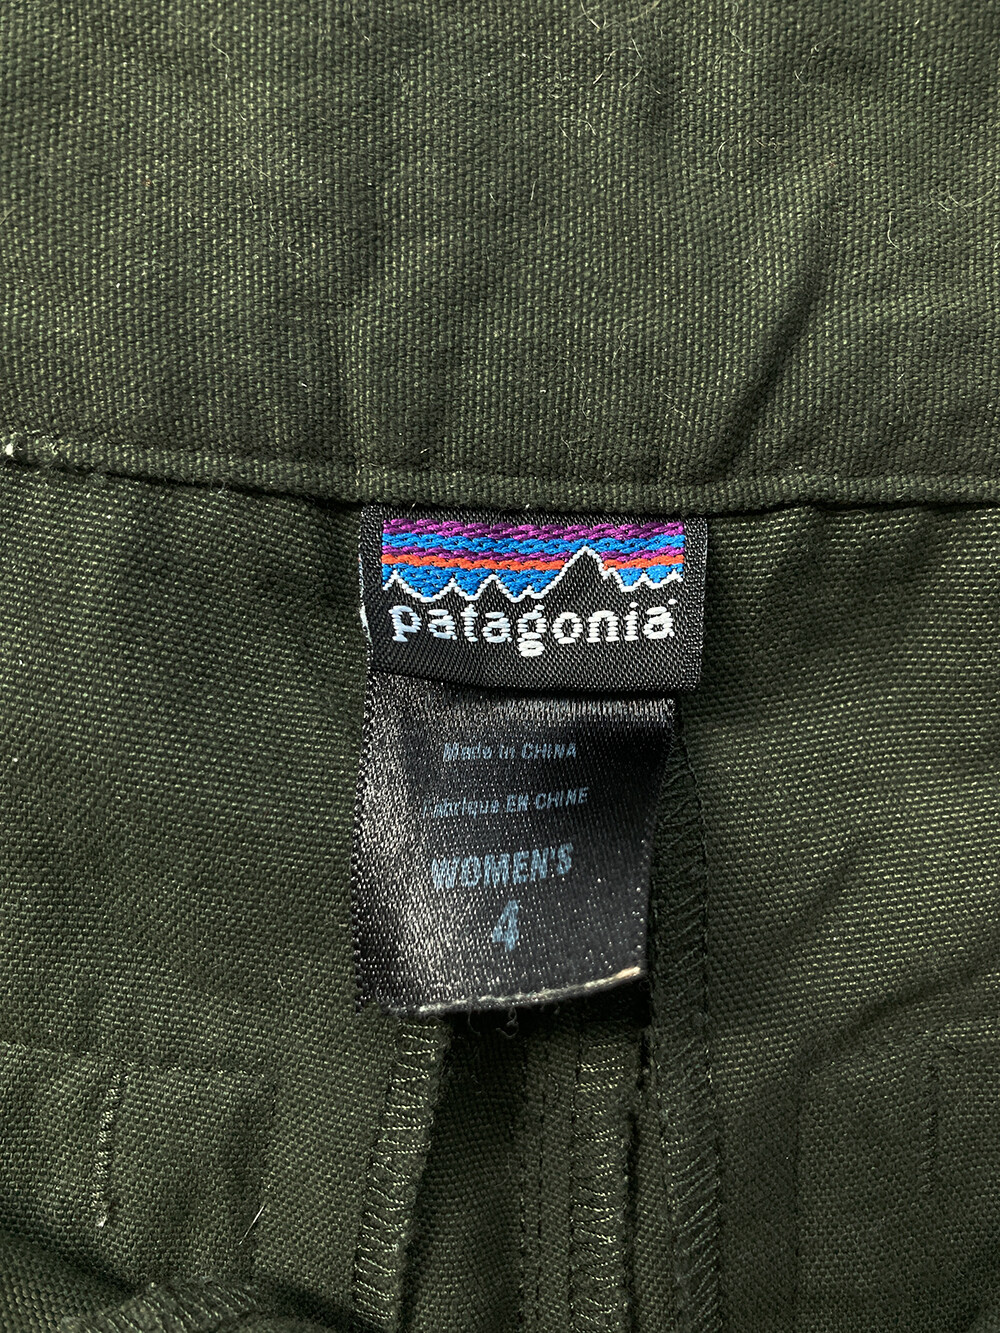 patagonia
Made in CHINA
Fabriqué EN CHINE
WOMEN'S
4